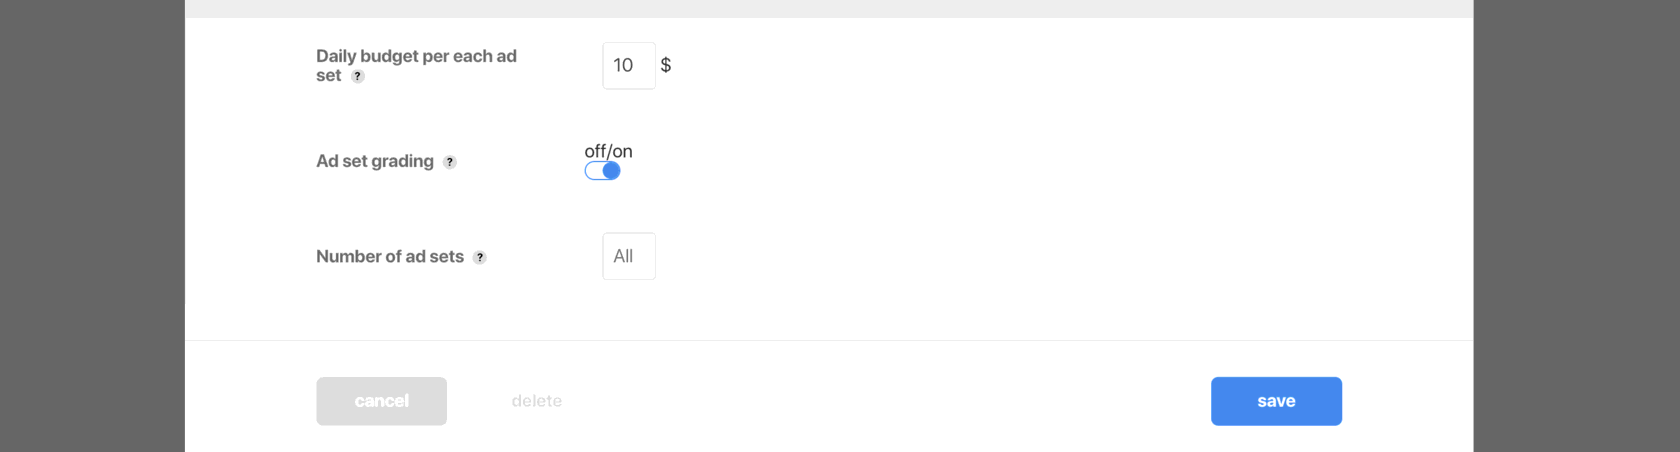 Daily budget per each ad
set ?
10 $
Ad set grading ?
off/on
Number of ad sets ?
All
cancel
delete
save